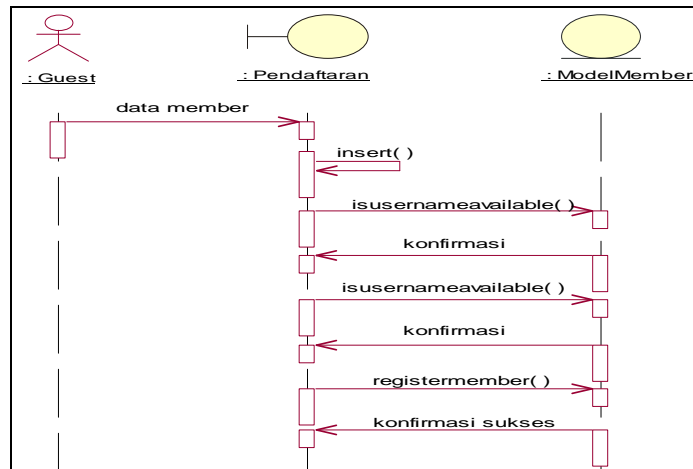 : Guest
: Pendaftaran
: ModelMember
data member
insert( )
isusernameavailable( )
konfirmasi
isusernameavailable( )
konfirmasi
registermember( )
konfirmasi sukses